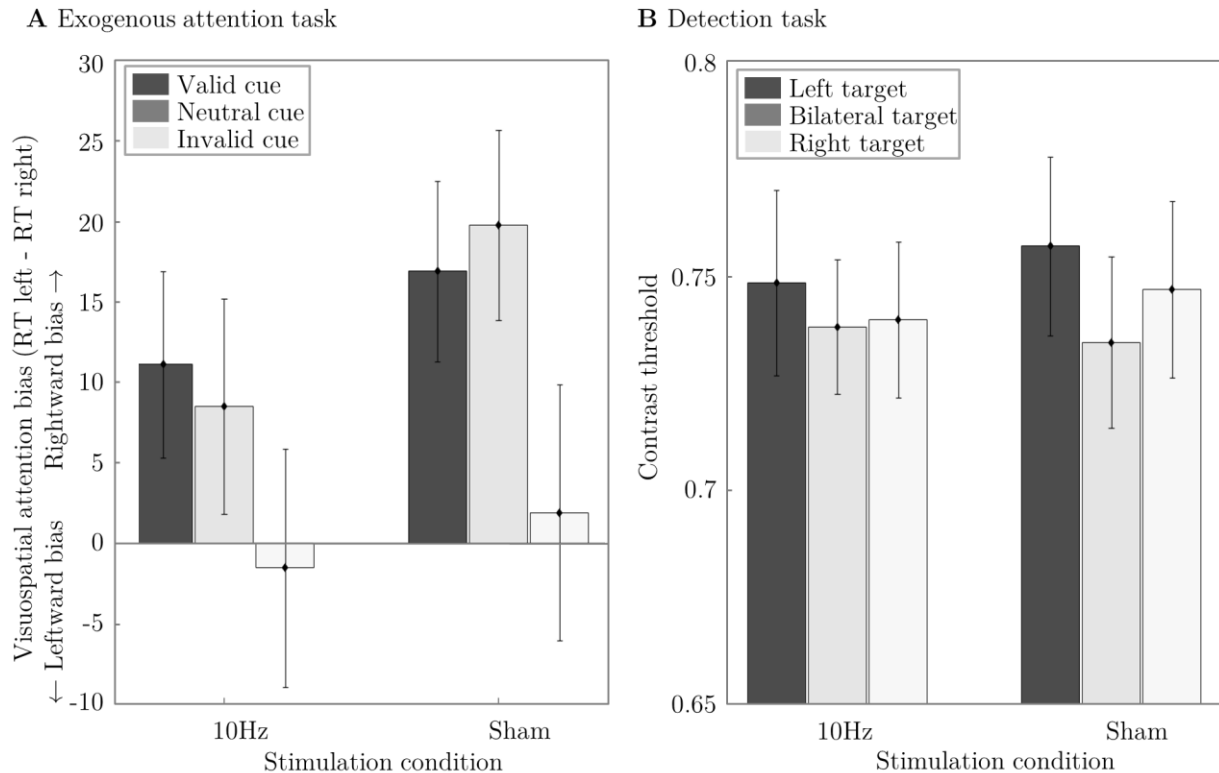 A Exogenous attention task
30
25
20
15
10
5
0
-5
-10
Visuospatial attention bias (RT left - RT right)
← Leftward bias Rightward bias →
Valid cue
Neutral cue
Invalid cue
10Hz
Sham
Stimulation condition
B Detection task
0.8
0.75
0.7
0.65
Contrast threshold
Left target
Bilateral target
Right target
10Hz
Sham
Stimulation condition